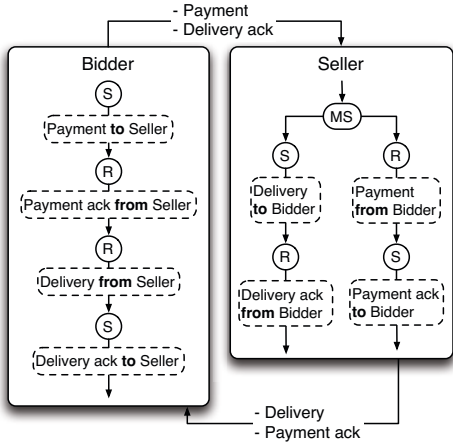 - Payment
- Delivery ack
Bidder
S
Payment to Seller
R
Payment ack from Seller
R
Delivery from Seller
S
Delivery ack to Seller
Seller
MS
S
Delivery
to Bidder
R
Delivery ack
from Bidder
R
Payment
from Bidder
S
Payment ack
to Bidder
- Delivery
- Payment ack